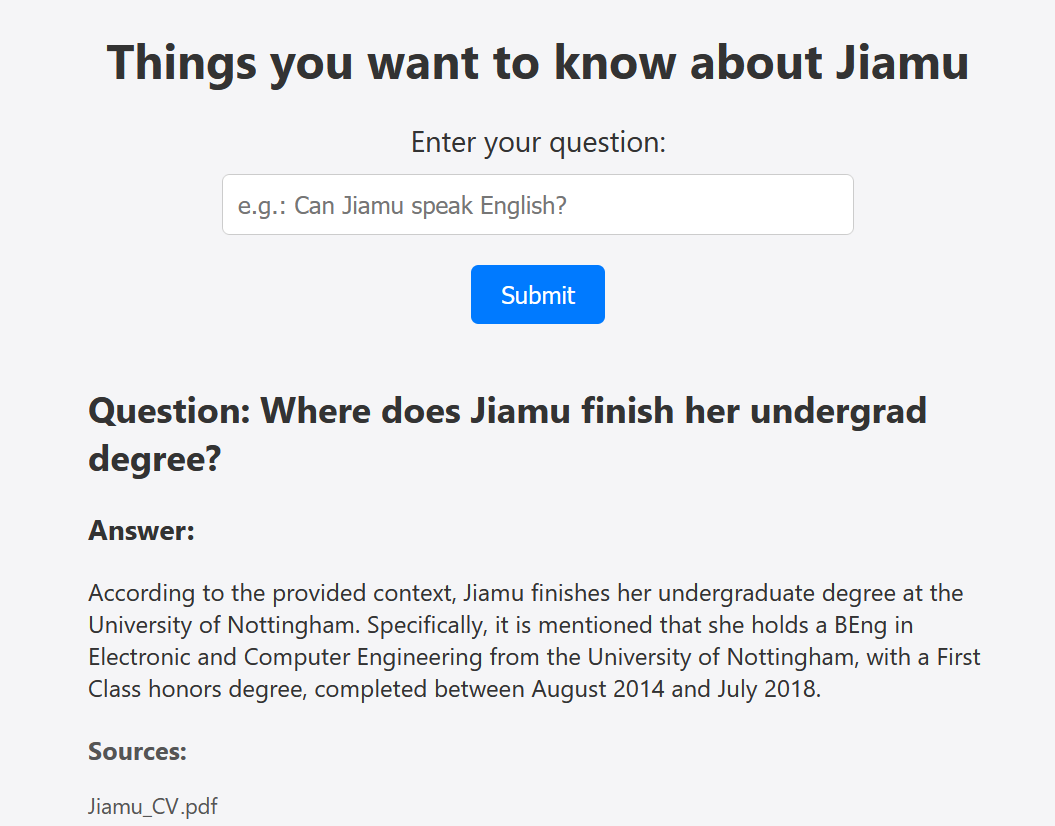 Things you want to know about Jiamu
Enter your question:
e.g.: Can Jiamu speak English?
Submit
Question: Where does Jiamu finish her undergrad
degree?
Answer:
According to the provided context, Jiamu finishes her undergraduate degree at the
University of Nottingham. Specifically, it is mentioned that she holds a BEng in
Electronic and Computer Engineering from the University of Nottingham, with a First
Class honors degree, completed between August 2014 and July 2018.
Sources:
Jiamu_CV.pdf